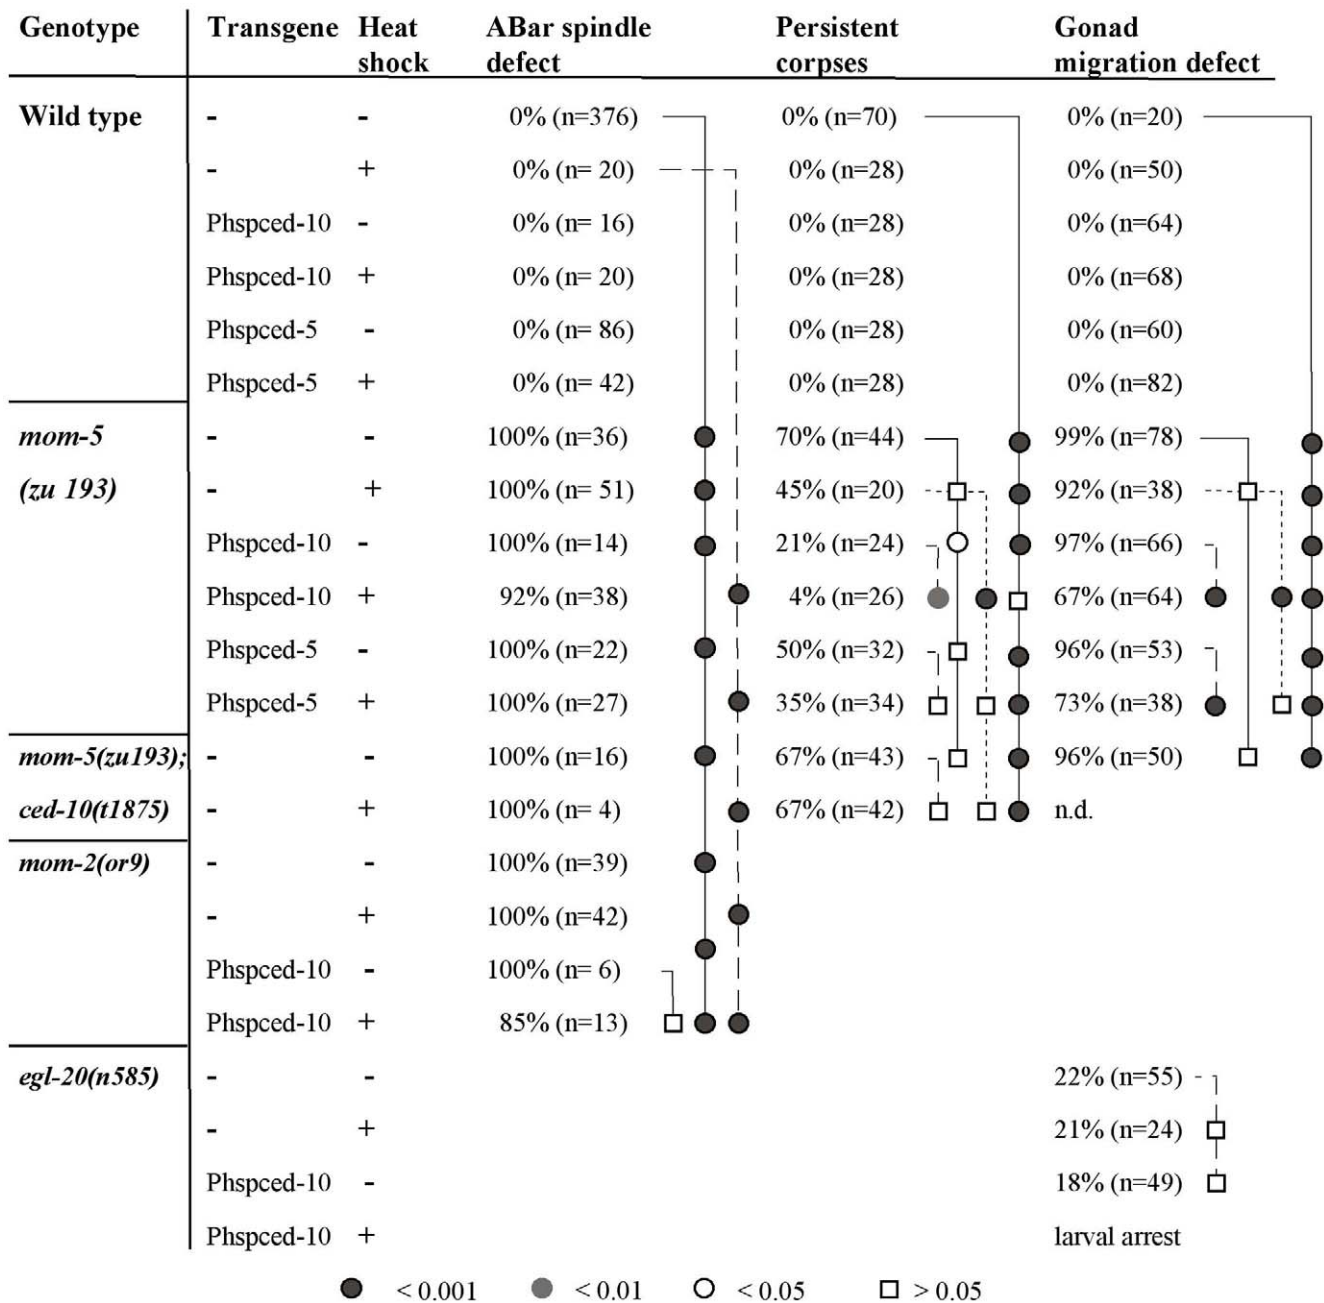 Genotype Transgene Heat shock ABar spindle defect Persistent corpses Gonad migration defect
Wild type - - 0% (n=376) 0% (n=70) 0% (n=20)
- + 0% (n= 20) 0% (n=28) 0% (n=50)
Phspced-10 - 0% (n= 16) 0% (n=28) 0% (n=64)
Phspced-10 + 0% (n= 20) 0% (n=28) 0% (n=68)
Phspced-5 - 0% (n= 86) 0% (n=28) 0% (n=60)
Phspced-5 + 0% (n= 42) 0% (n=28) 0% (n=82)
mom-5 - - 100% (n=36) 70% (n=44) 99% (n=78)
(zu 193) - + 100% (n= 51) 45% (n=20) 92% (n=38)
Phspced-10 - 100% (n=14) 21% (n=24) 97% (n=66)
Phspced-10 + 92% (n=38) 4% (n=26) 67% (n=64)
Phspced-5 - 100% (n=22) 50% (n=32) 96% (n=53)
Phspced-5 + 100% (n=27) 35% (n=34) 73% (n=38)
mom-5(zu193); - - 100% (n=16) 67% (n=43) 96% (n=50)
ced-10(t1875) - + 100% (n= 4) 67% (n=42) n.d.
mom-2(or9) - - 100% (n=39)
- + 100% (n=42)
Phspced-10 - 100% (n= 6)
Phspced-10 + 85% (n=13)
egl-20(n585) - - 22% (n=55)
- + 21% (n=24)
Phspced-10 - 18% (n=49)
Phspced-10 + larval arrest
< 0.001 < 0.01 < 0.05 > 0.05